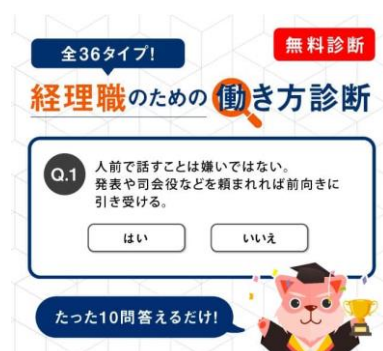 無料診断
全36タイプ!
経理職のための働き方診断
Q.1
人前で話すことは嫌いではない。
発表や司会役などを頼まれれば前向きに
引き受ける。
はい
いいえ
たった10問答えるだけ!